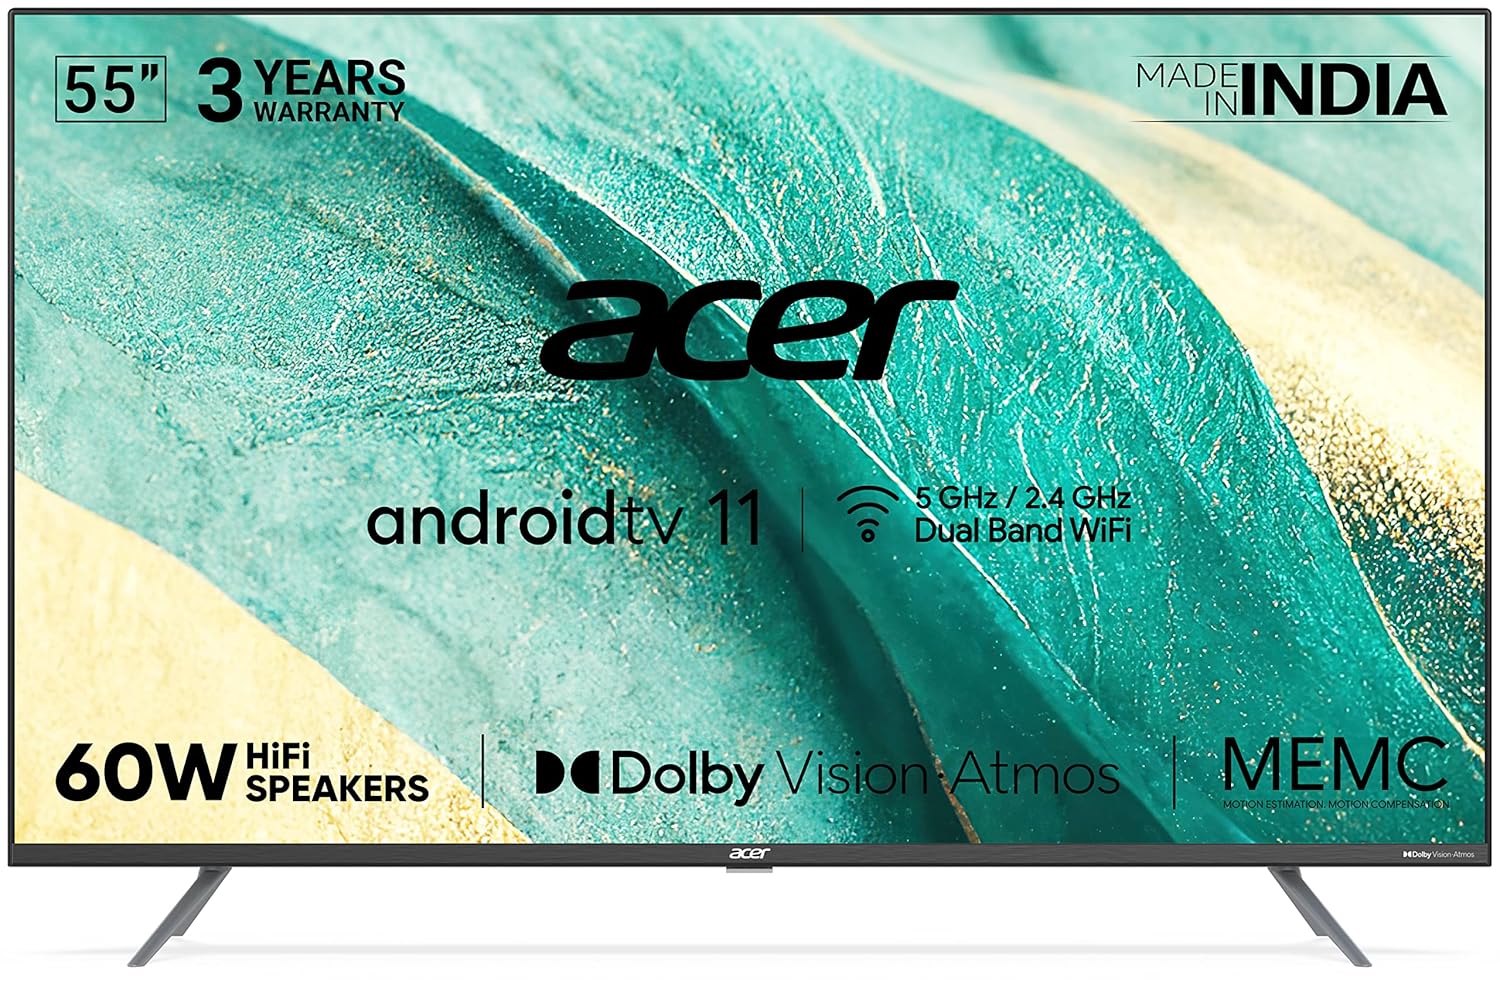 55”
3 YEARS
WARRANTY
MADE
IN INDIA
acer
androidtv 11
5 GHz / 2.4 GHz
Dual Band WiFi
60W HiFi
SPEAKERS
Dolby Vision·Atmos
MEMC
MOTION ESTIMATION. MOTION COMPENSATION
acer
Dolby Vision·Atmos